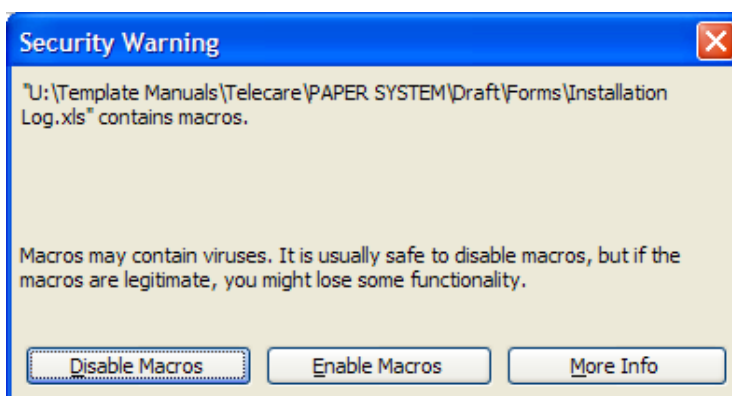 Security Warning
"U:\Template Manuals\Telecare\PAPER SYSTEM\Draft\Forms\Installation
Log.xls" contains macros.
Macros may contain viruses. It is usually safe to disable macros, but if the
macros are legitimate, you might lose some functionality.
Disable Macros
Enable Macros
More Info